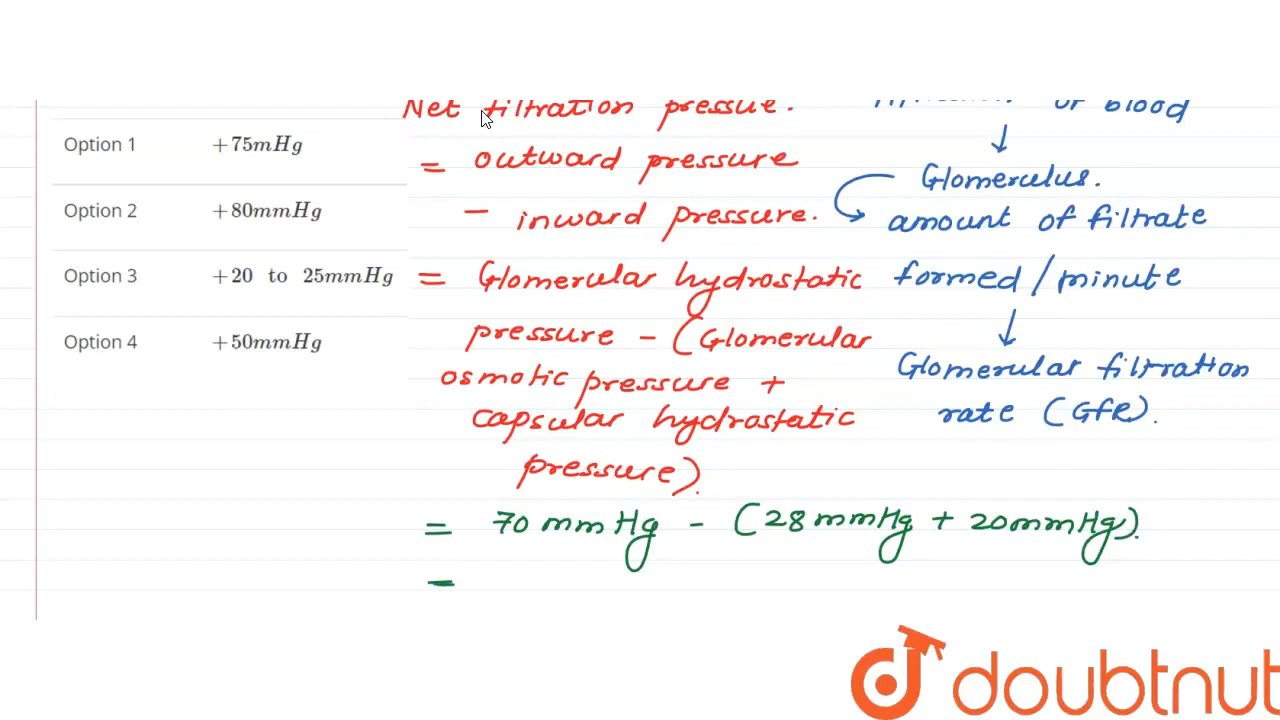 Option 1 +75mHg
Option 2 +80mmHg
Option 3 +20 to 25mmHg
Option 4 +50mmHg
Net filtration pressue.
= outward pressure
- inward pressure.
= Glomerular hydrostatic
pressure - (Glomerular
osmotic pressure +
capsular hydrostatic
pressure).
= 70 mmHg - (28 mmHg + 20mmHg).
=
of blood
↓
Glomerulus.
amount of filtrate
formed/minute
↓
Glomerular filtration
rate (GfR).
doubtnut